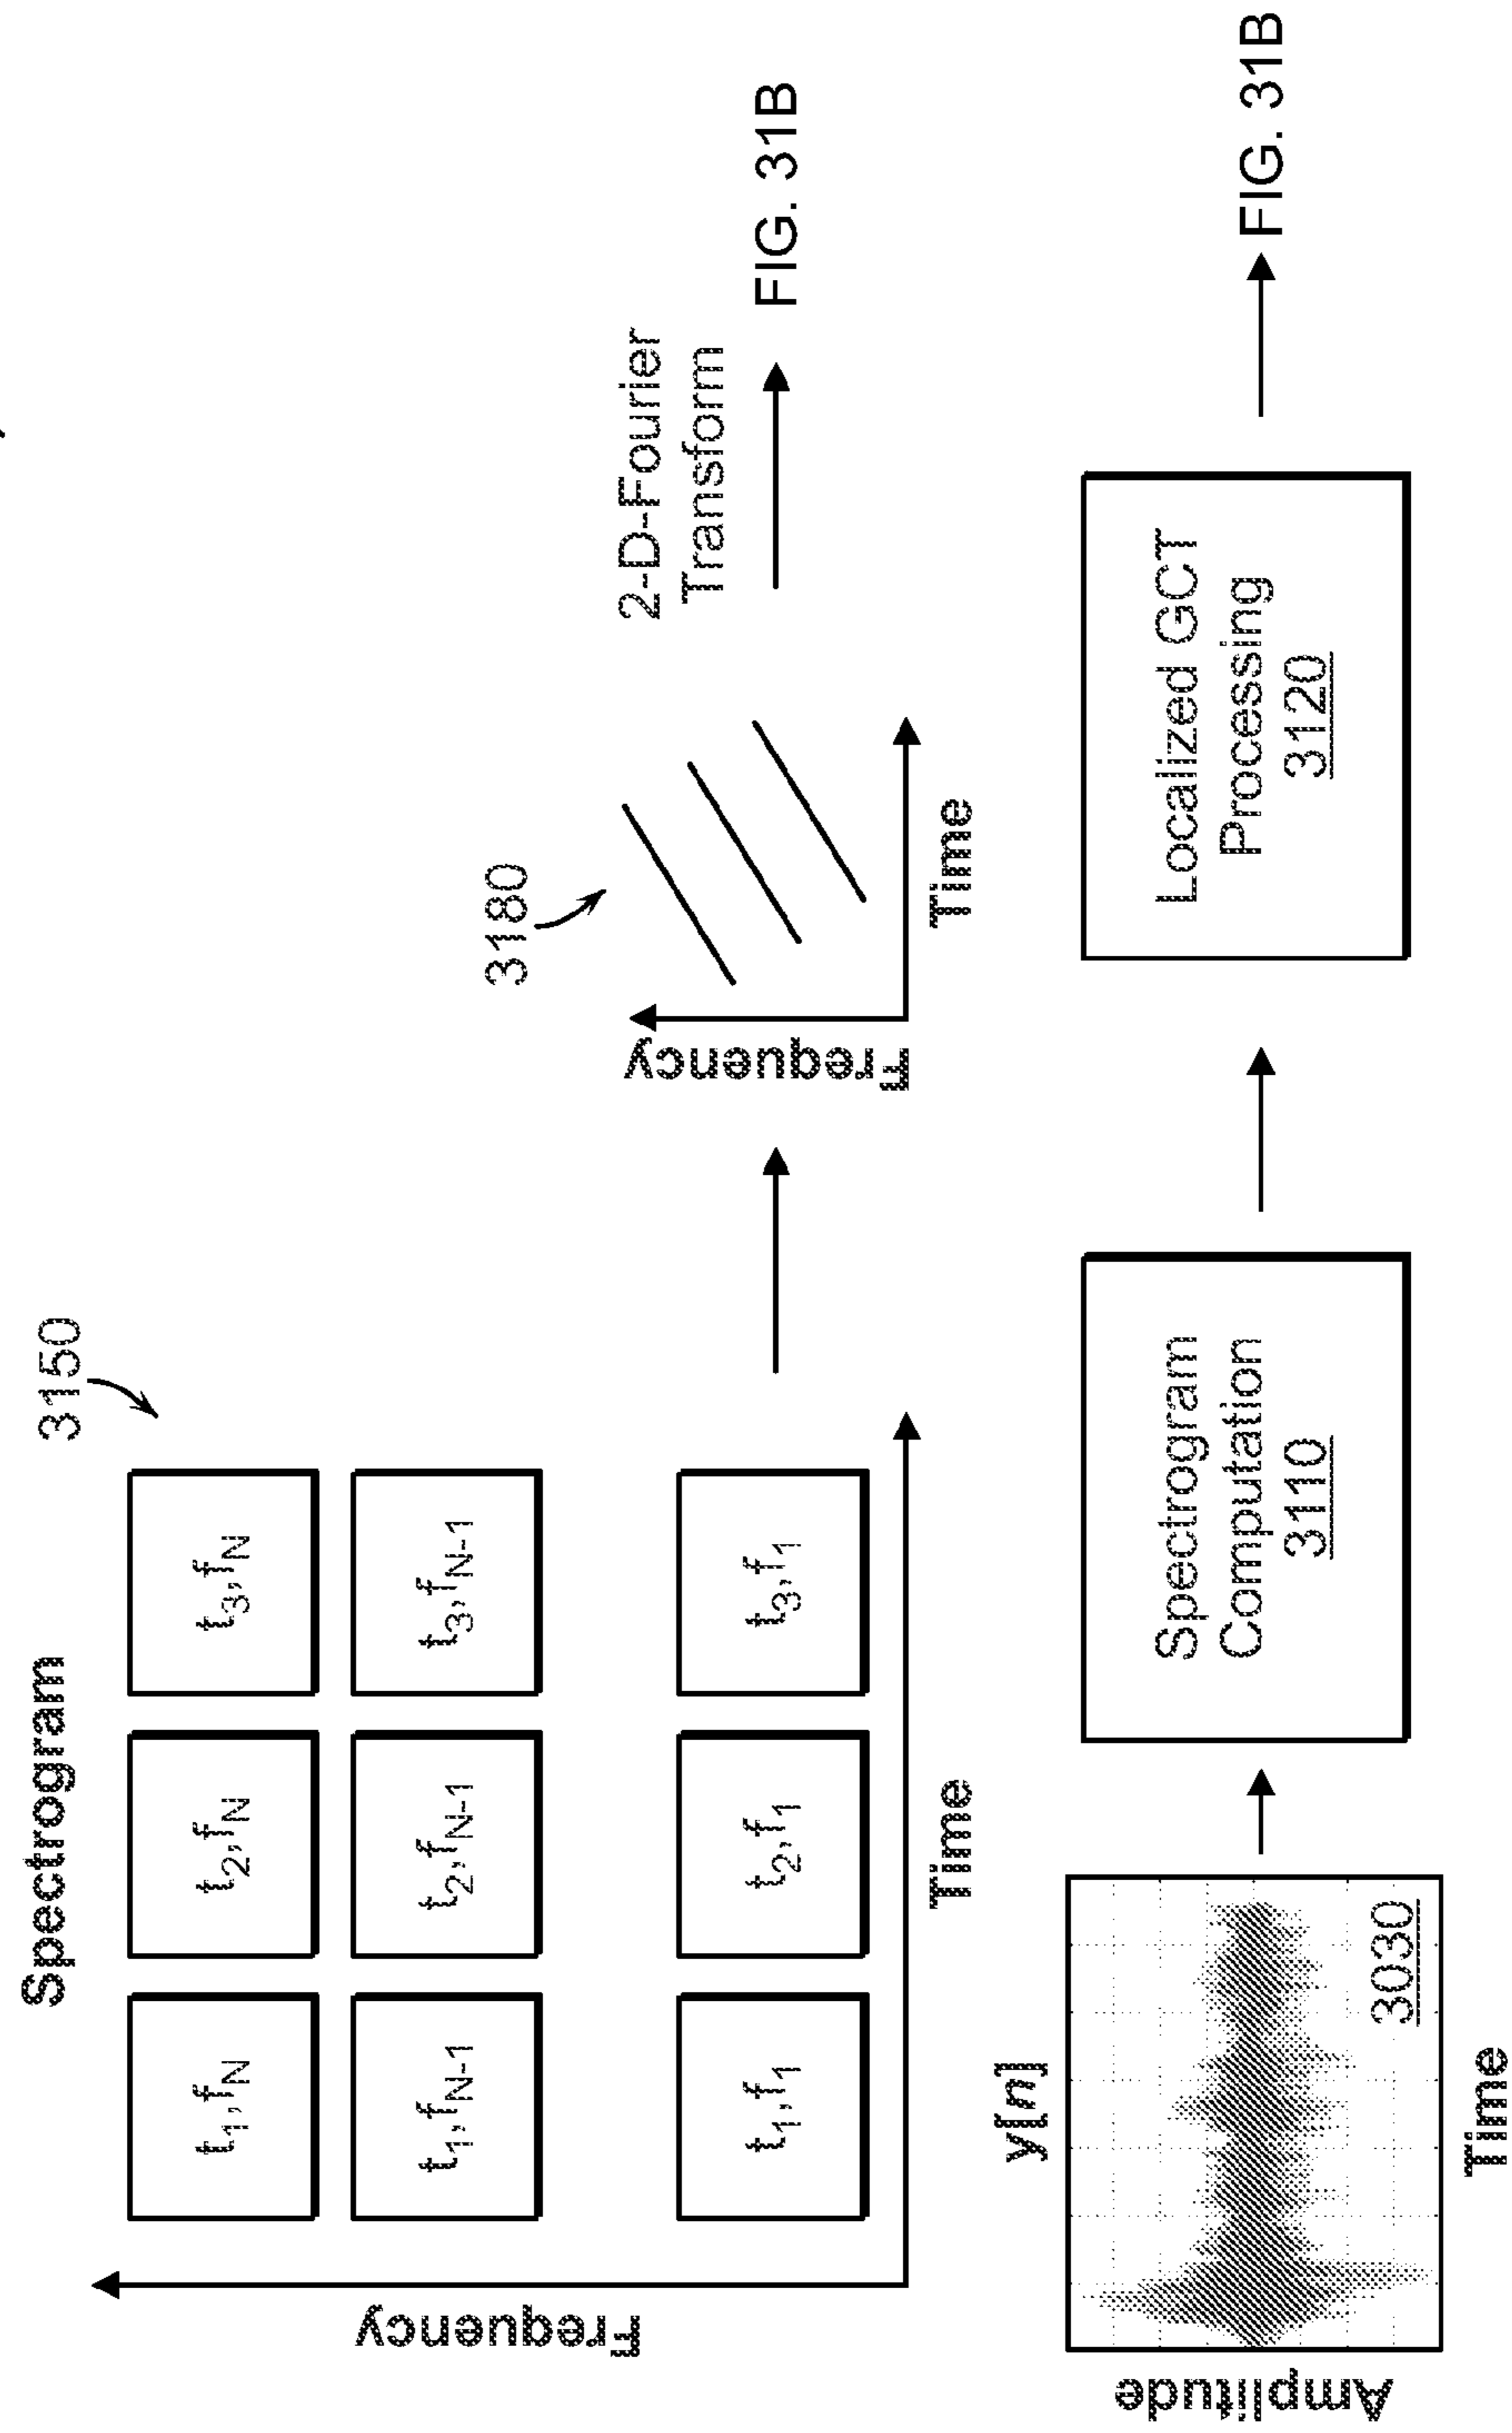 Spectrogram
3150
Frequency
t1,fN
t2,fN
t3,fN
t1,fN-1
t2,fN-1
t3,fN-1
t1,f1
t2,f1
t3,f1
Time
3180
Frequency
Time
2-D-Fourier
Transform
FIG. 31B
y[n]
Amplitude
3030
Time
Spectrogram
Computation
3110
Localized GCT
Processing
3120
FIG. 31B